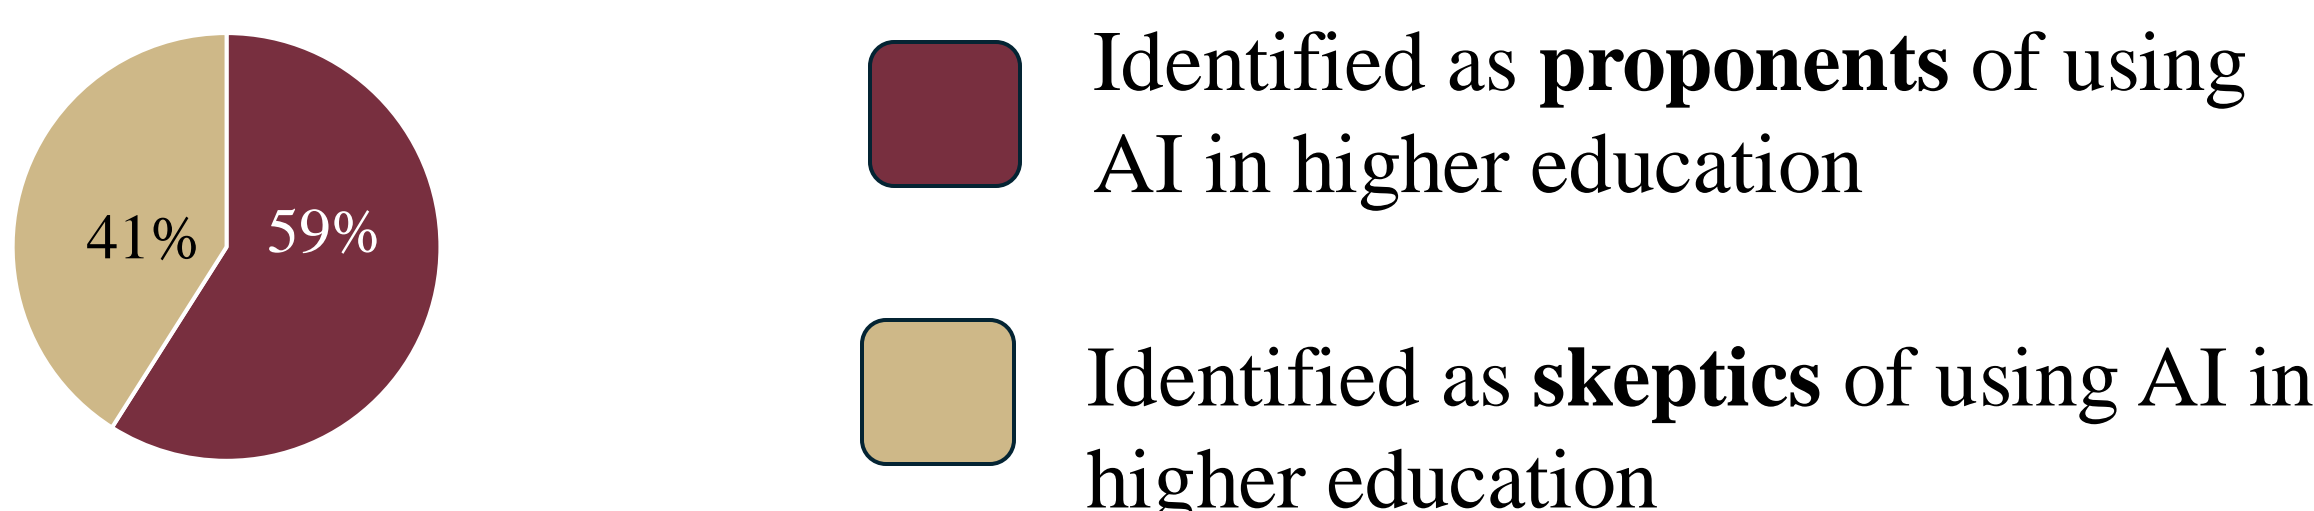 41%
59%
Identified as proponents of using
AI in higher education
Identified as skeptics of using AI in
higher education